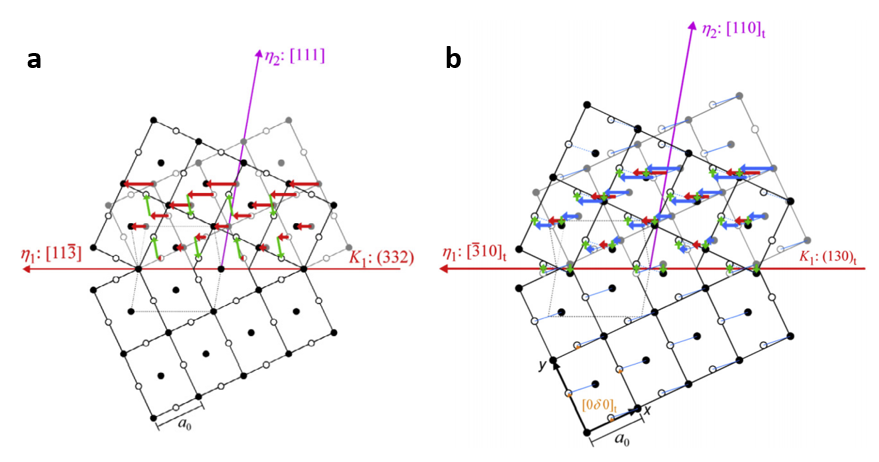 a
η₂: [111]
η₁: [113̄]
K₁: (332)
a₀
b
η₂: [110]ₜ
η₁: [3̄10]ₜ
K₁: (130)ₜ
y
[0δ0]ₜ
x
a₀